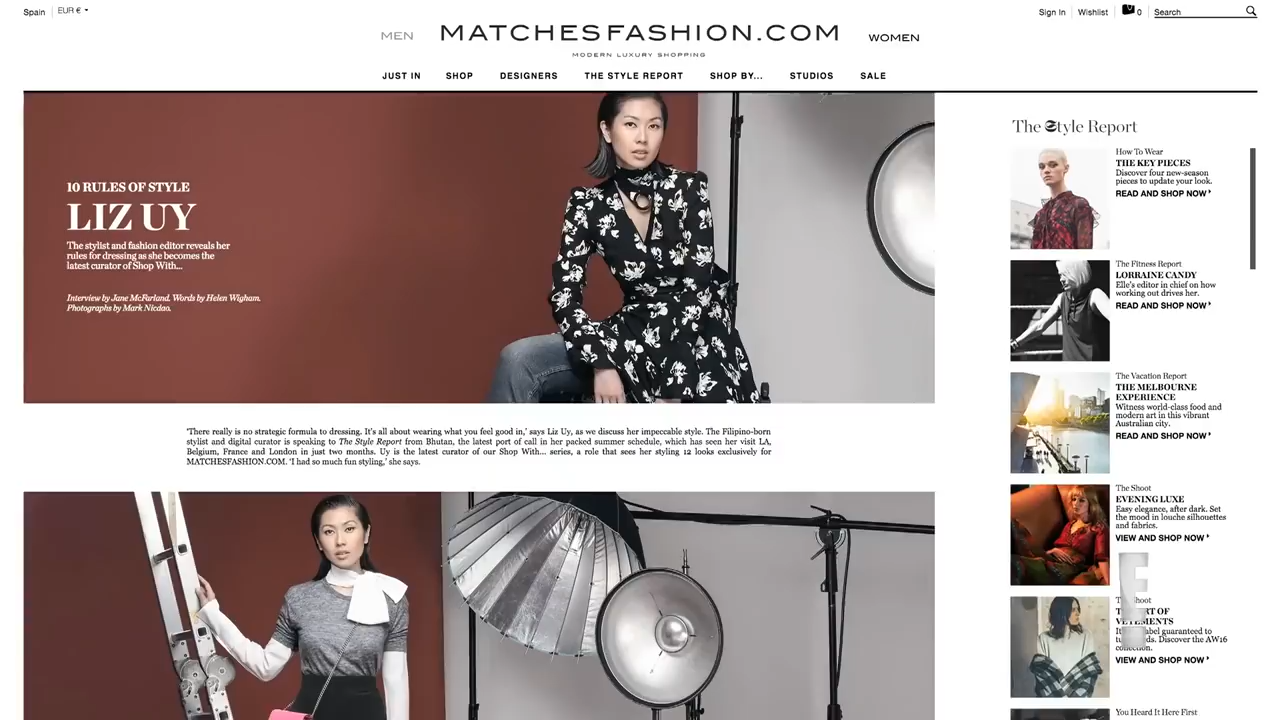 Spain
EUR €
Sign In
Wishlist
0
Search
MEN
MATCHESFASHION.COM
WOMEN
MODERN LUXURY SHOPPING
JUST IN
SHOP
DESIGNERS
THE STYLE REPORT
SHOP BY...
STUDIOS
SALE
10 RULES OF STYLE
LIZ UY
The stylist and fashion editor reveals her
rules for dressing as she becomes the
latest curator of Shop With...
Interview by Jane McFarland. Words by Helen Wigham.
Photographs by Mark Nicdao.
'There really is no strategic formula to dressing. It's all about wearing what you feel good in,' says Liz Uy, as we discuss her impeccable style. The Filipino-born
stylist and digital curator is speaking to The Style Report from Bhutan, the latest port of call in her packed summer schedule, which has seen her visit LA,
Belgium, France and London in just two months. Uy is the latest curator of our Shop With... series, a role that sees her styling 12 looks exclusively for
MATCHESFASHION.COM. 'I had so much fun styling,' she says.
The Style Report
How To Wear
THE KEY PIECES
Discover four new-season
pieces to update your look.
READ AND SHOP NOW
The Fitness Report
LORRAINE CANDY
Elle's editor in chief on how
working out drives her.
READ AND SHOP NOW
The Vacation Report
THE MELBOURNE
EXPERIENCE
Witness world-class food and
modern art in this vibrant
Australian city.
READ AND SHOP NOW
The Shoot
EVENING LUXE
Easy elegance, after dark. Set
the mood in louche silhouettes
and fabrics.
VIEW AND SHOP NOW
OF
VETEMENTS
guaranteed to
Discover the AW16
VIEW AND SHOP NOW
You Heard It Here First
E!